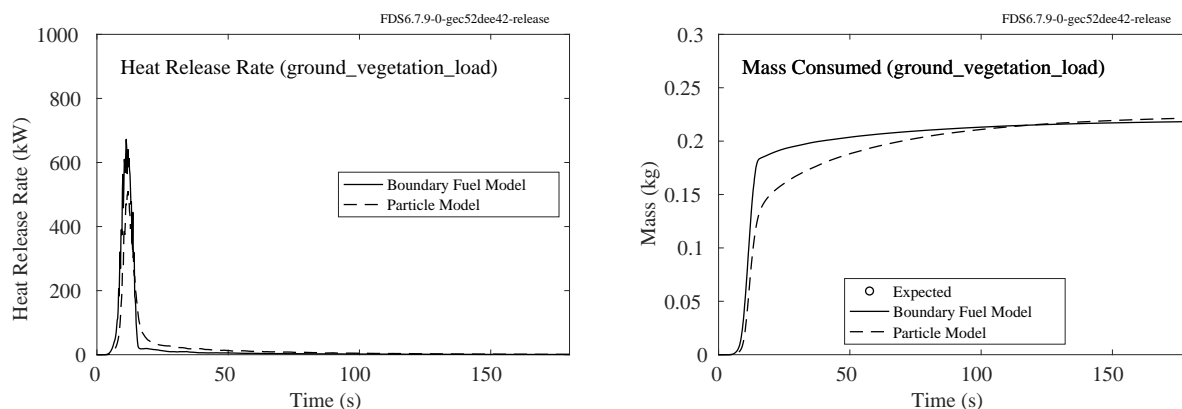 FDS6.7.9-0-gec52dee42-release
1000
800
600
400
200
0
Heat Release Rate (kW)
Heat Release Rate (ground_vegetation_load)
Boundary Fuel Model
Particle Model
0
50
100
150
Time (s)
FDS6.7.9-0-gec52dee42-release
0.3
0.25
0.2
0.15
0.1
0.05
0
Mass (kg)
Mass Consumed (ground_vegetation_load)
Expected
Boundary Fuel Model
Particle Model
0
50
100
150
Time (s)